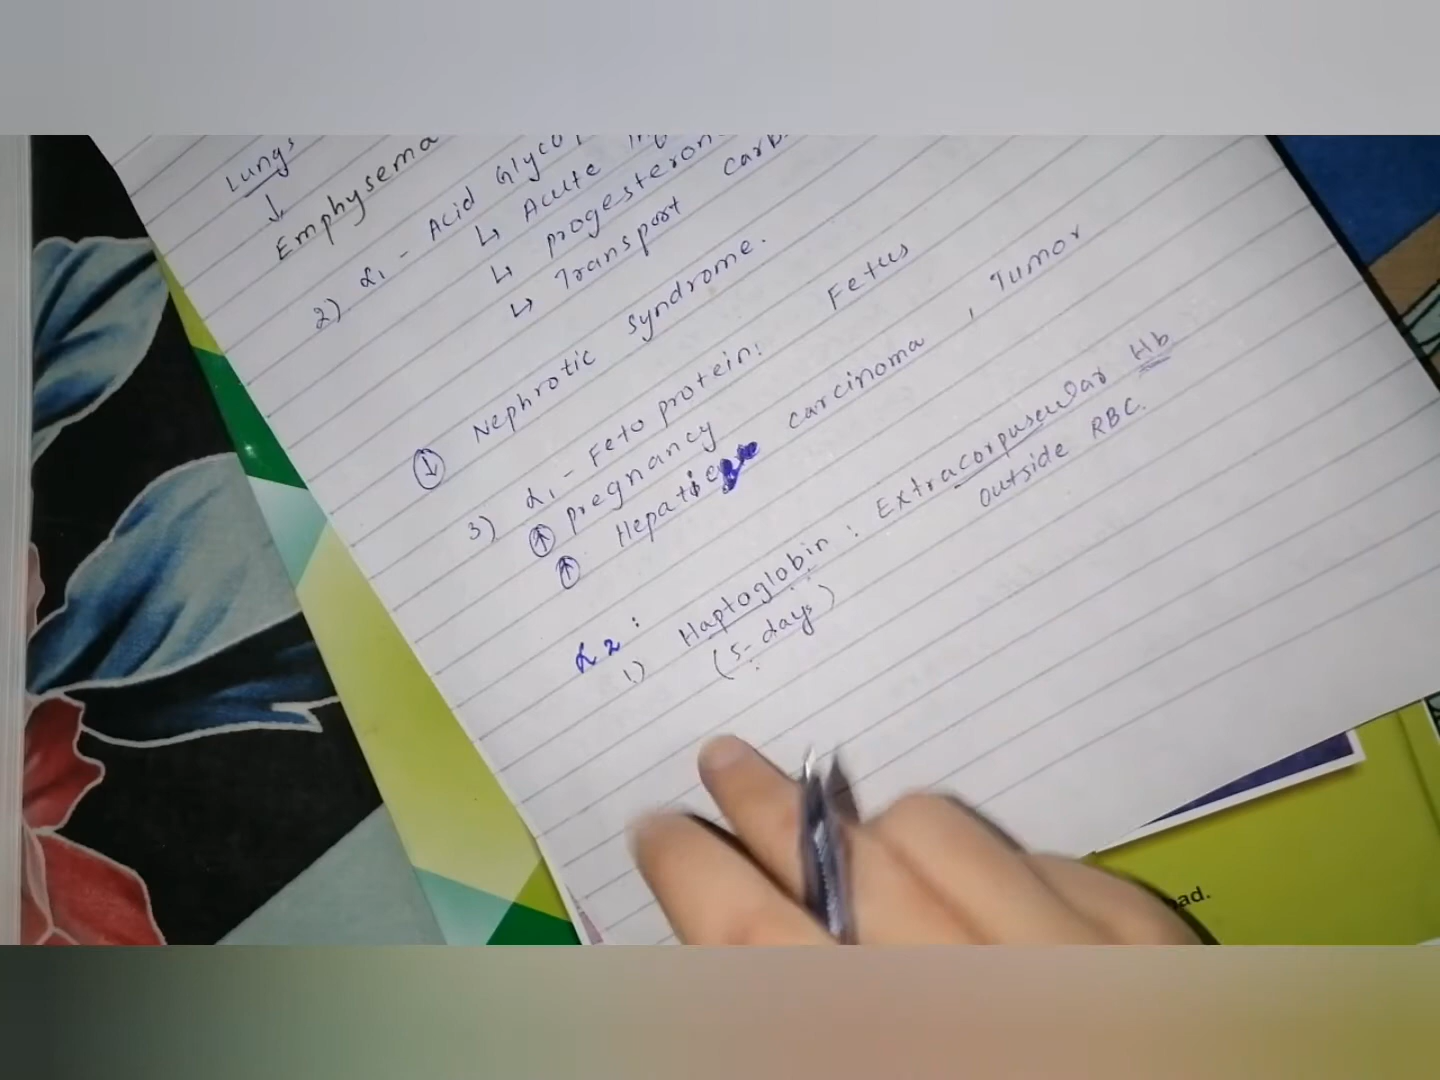 Lungs
↓
Emphysema
2) α₁ - Acid
↳ Acute
↳ progesteron
↳ Transport
↓ Nephrotic syndrome.
3) α₁ - Feto protein: Fetus
↑ pregnancy
↑ Hepatic carcinoma, Tumor
α2:
1) Haptoglobin: Extracorpuscular Hb
(5-days) outside RBC.